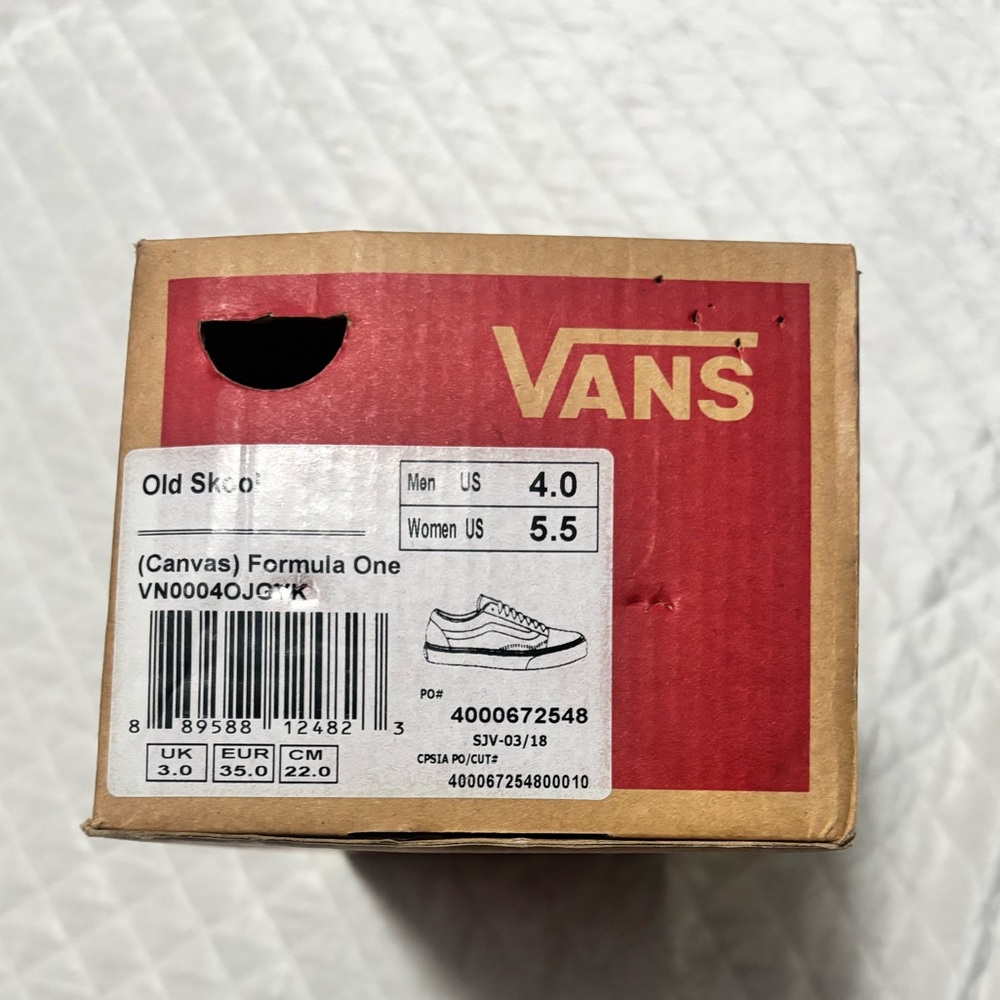 VANS
Old Skool
Men US 4.0
Women US 5.5
(Canvas) Formula One
PO#
4000672548
SJV-03/18
CPSIA PO/CUT#
400067254800010
8 89588 12482 3
UK EUR CM
3.0 35.0 22.0